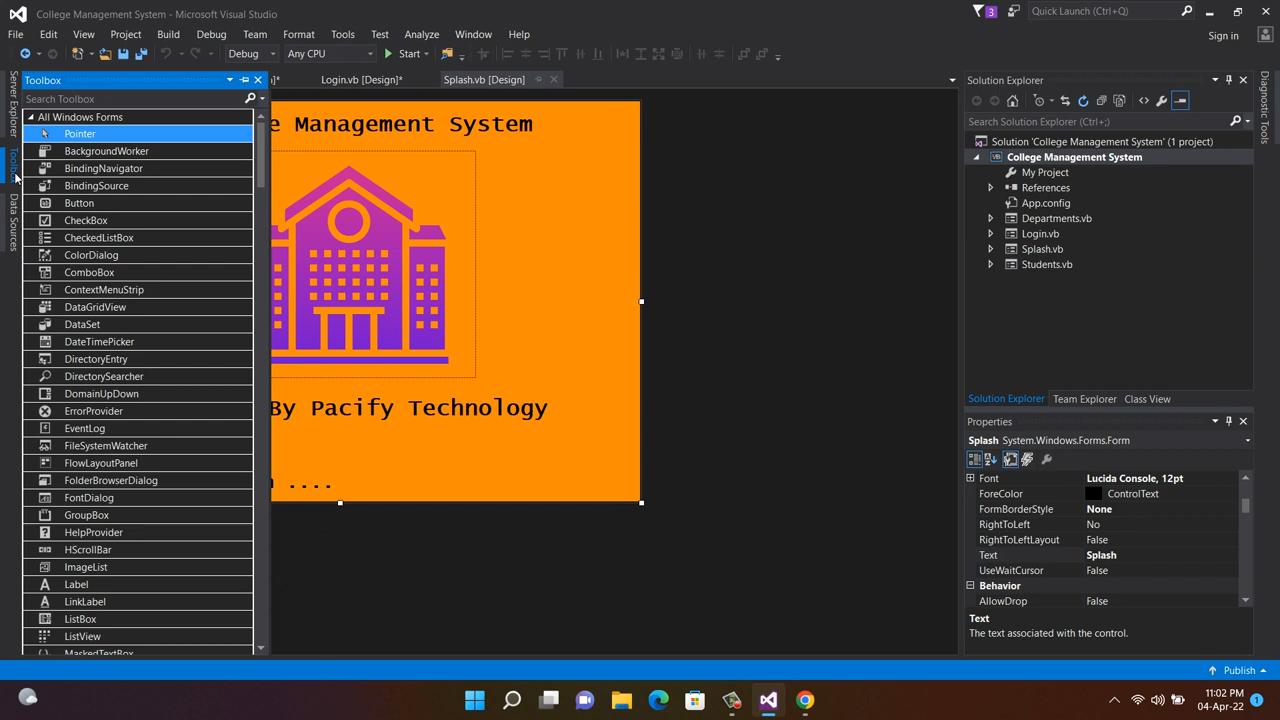 College Management System - Microsoft Visual Studio
3
Quick Launch (Ctrl+;)
File Edit View Project Build Debug Team Format Tools Test Analyze Window Help
Sign in
Debug Any CPU Start
Toolbox
]*
Login.vb [Design]*
Splash.vb [Design]
Search Toolbox
All Windows Forms
Pointer
BackgroundWorker
BindingNavigator
BindingSource
Button
CheckBox
CheckedListBox
ColorDialog
ComboBox
ContextMenuStrip
DataGridView
DataSet
DateTimePicker
DirectoryEntry
DirectorySearcher
DomainUpDown
ErrorProvider
EventLog
FileSystemWatcher
FlowLayoutPanel
FolderBrowserDialog
FontDialog
GroupBox
HelpProvider
HScrollBar
ImageList
Label
LinkLabel
ListBox
ListView
MaskedTextBox
Server Explorer
Toolbox
Data Sources
e Management System
By Pacify Technology
....
Solution Explorer
Search Solution Explorer (Ctrl+;)
Solution 'College Management System' (1 project)
VB College Management System
My Project
References
App.config
Departments.vb
Login.vb
Splash.vb
Students.vb
Solution Explorer Team Explorer Class View
Properties
Splash System.Windows.Forms.Form
Font Lucida Console, 12pt
ForeColor ControlText
FormBorderStyle None
RightToLeft No
RightToLeftLayout False
Text Splash
UseWaitCursor False
Behavior
AllowDrop False
Text
The text associated with the control.
Diagnostic Tools
Publish
11:02 PM
04-Apr-22
1